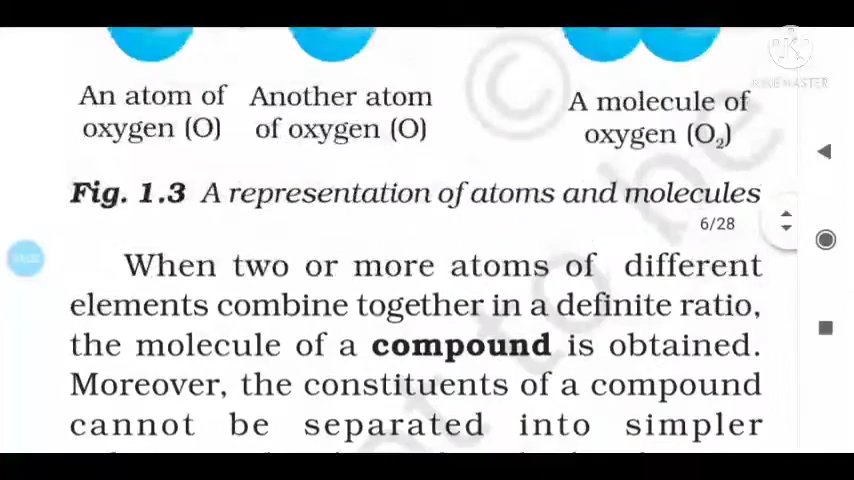 An atom of Another atom
oxygen (O) of oxygen (O)
A molecule of
oxygen (O₂)
KINEMASTER
Fig. 1.3 A representation of atoms and molecules
6/28
When two or more atoms of different
elements combine together in a definite ratio,
the molecule of a compound is obtained.
Moreover, the constituents of a compound
cannot be separated into simpler